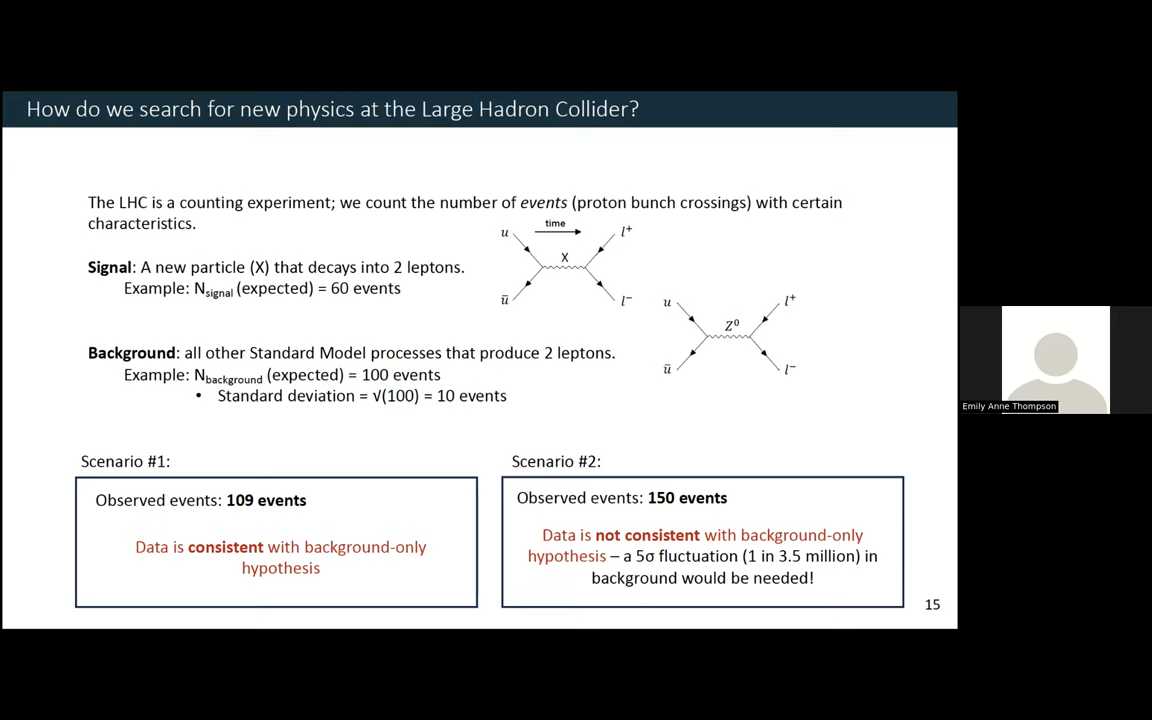 How do we search for new physics at the Large Hadron Collider?
The LHC is a counting experiment; we count the number of events (proton bunch crossings) with certain
characteristics.
time
u
l⁺
X
ū
l⁻
Signal: A new particle (X) that decays into 2 leptons.
Example: Nsignal (expected) = 60 events
u
l⁺
Z⁰
ū
l⁻
Background: all other Standard Model processes that produce 2 leptons.
Example: Nbackground (expected) = 100 events
• Standard deviation = √(100) = 10 events
Scenario #1:
Observed events: 109 events
Data is consistent with background-only
hypothesis
Scenario #2:
Observed events: 150 events
Data is not consistent with background-only
hypothesis – a 5σ fluctuation (1 in 3.5 million) in
background would be needed!
15
Emily Anne Thompson